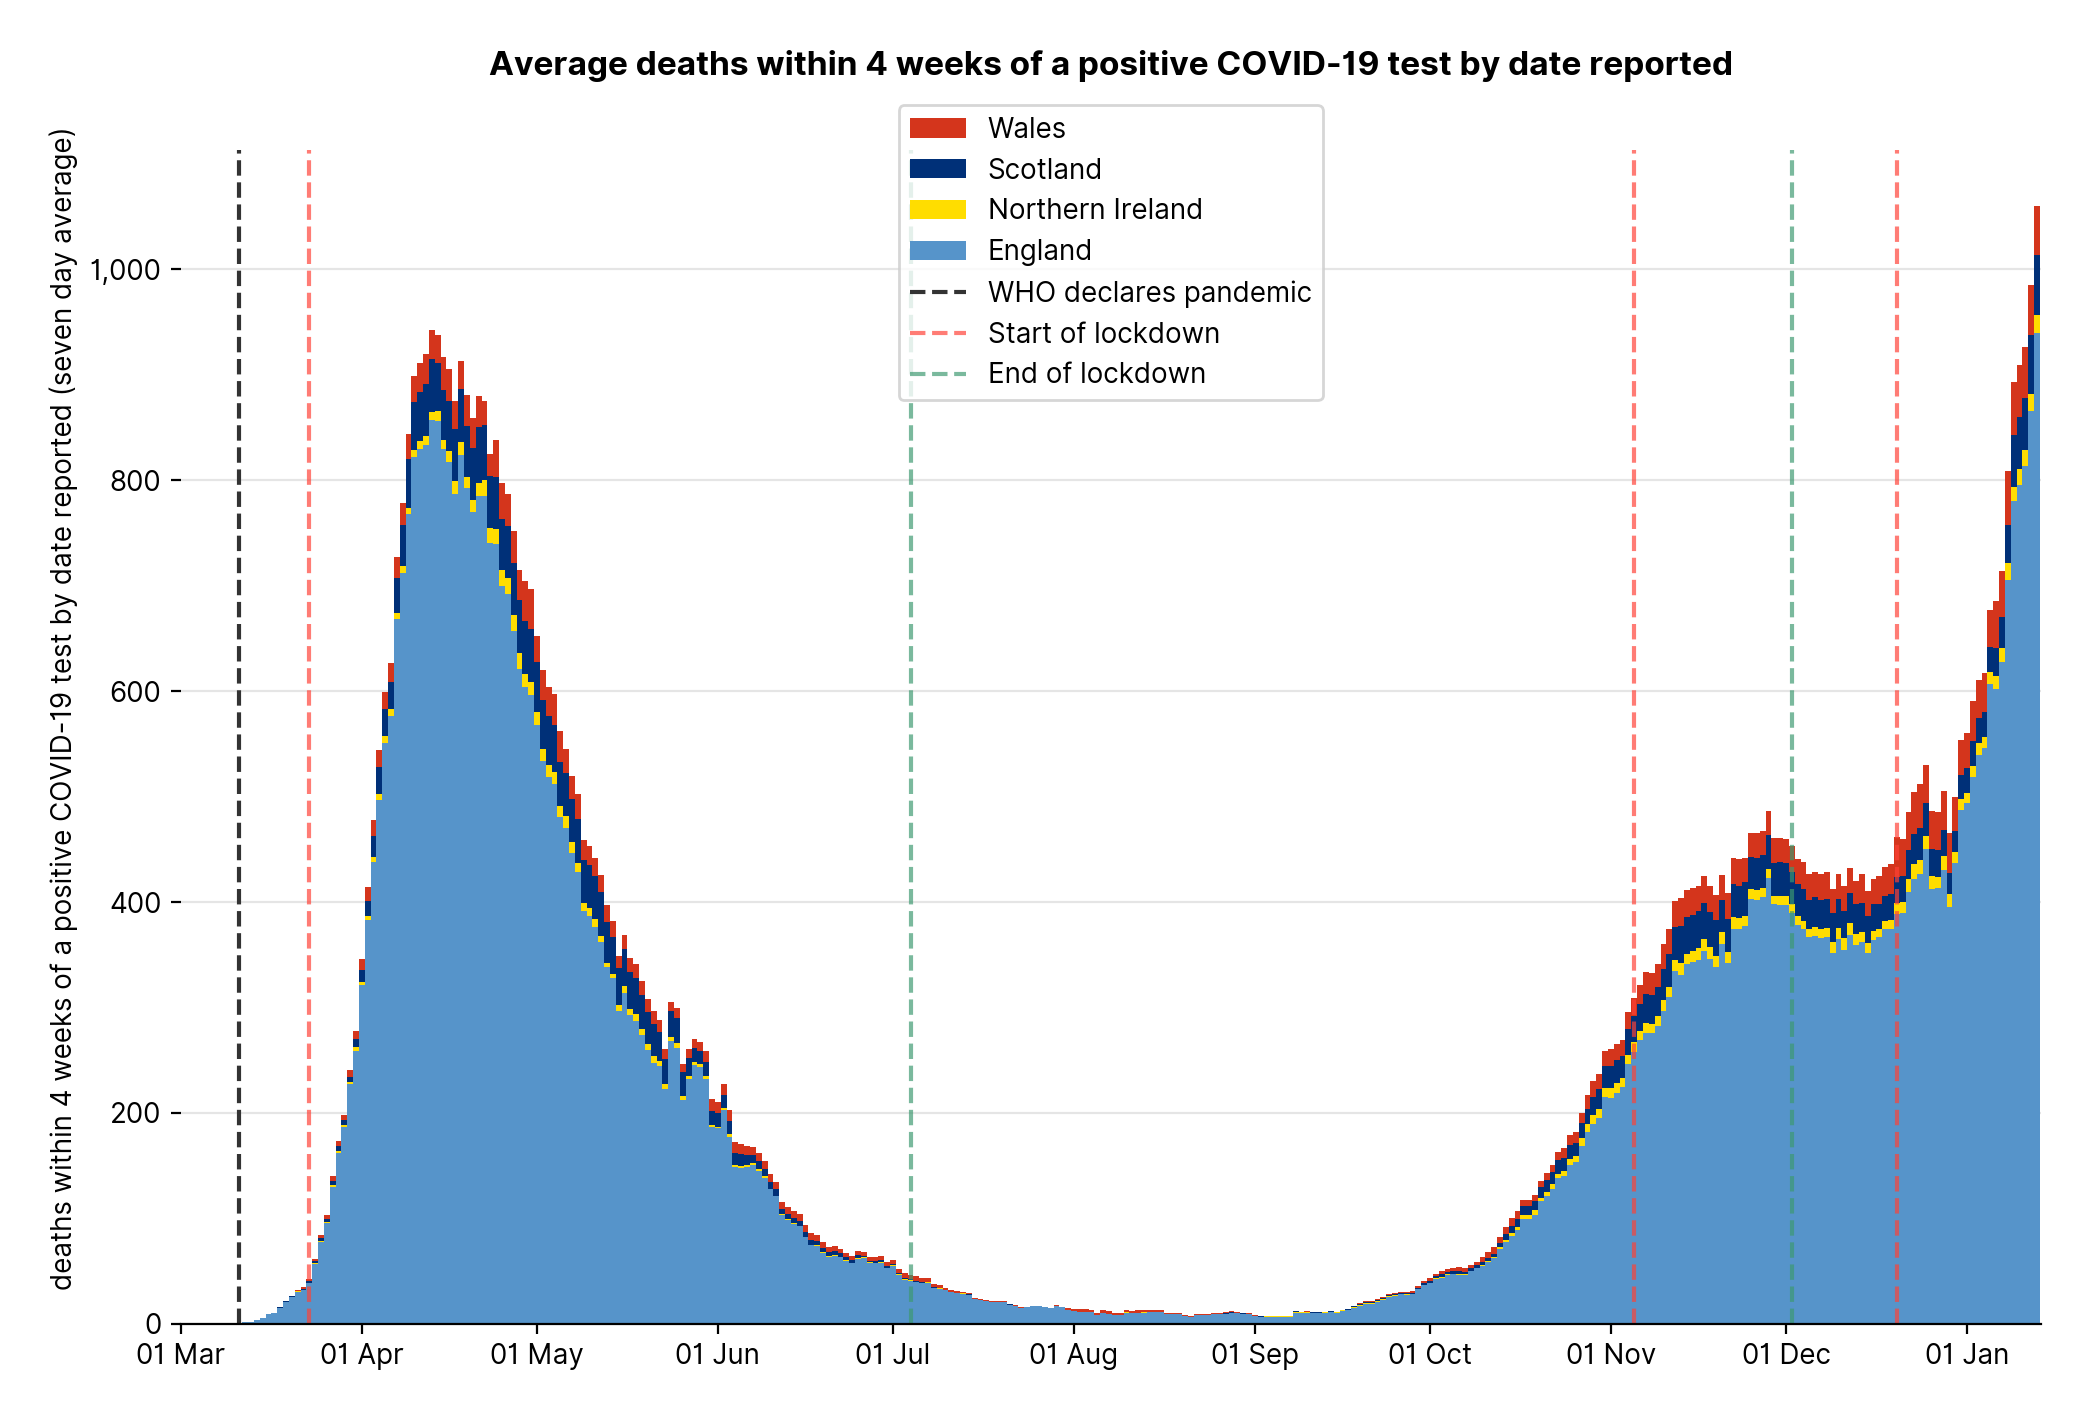 Average deaths within 4 weeks of a positive COVID-19 test by date reported
Wales
Scotland
Northern Ireland
England
WHO declares pandemic
Start of lockdown
End of lockdown
deaths within 4 weeks of a positive COVID-19 test by date reported (seven day average)
1,000
800
600
400
200
0
01 Mar
01 Apr
01 May
01 Jun
01 Jul
01 Aug
01 Sep
01 Oct
01 Nov
01 Dec
01 Jan